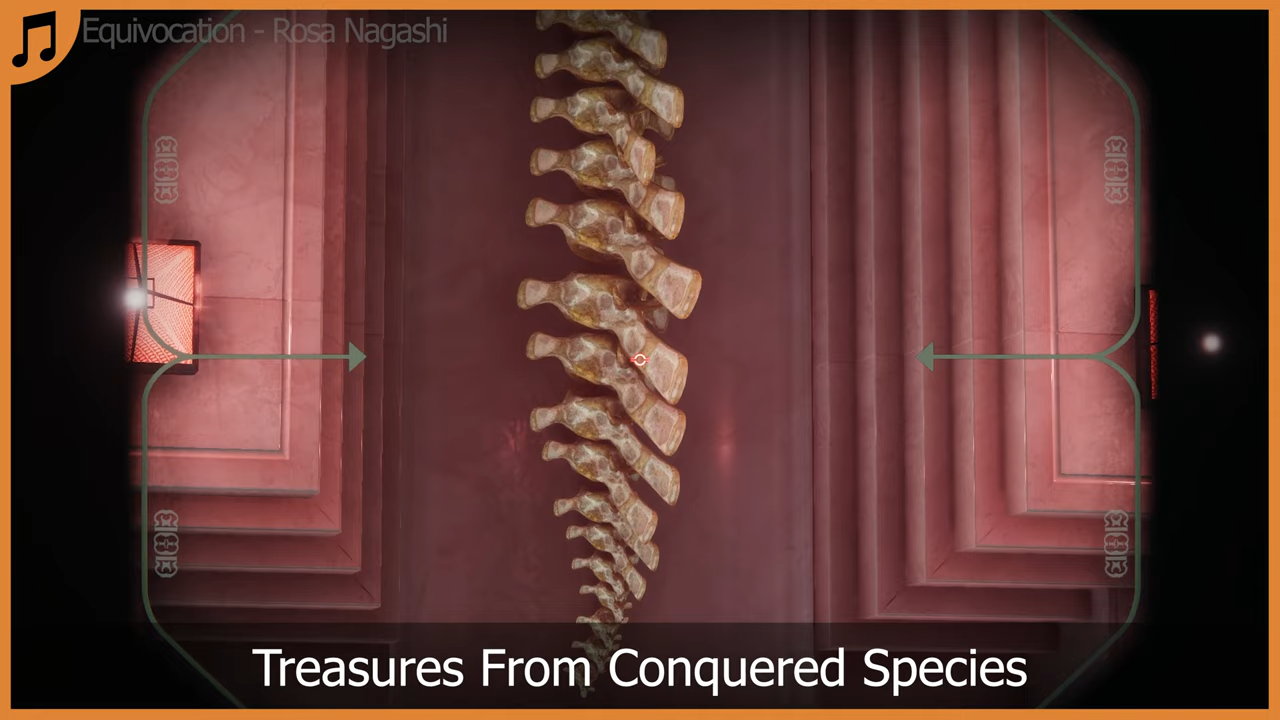 Equivocation - Rosa Nagashi
Treasures From Conquered Species